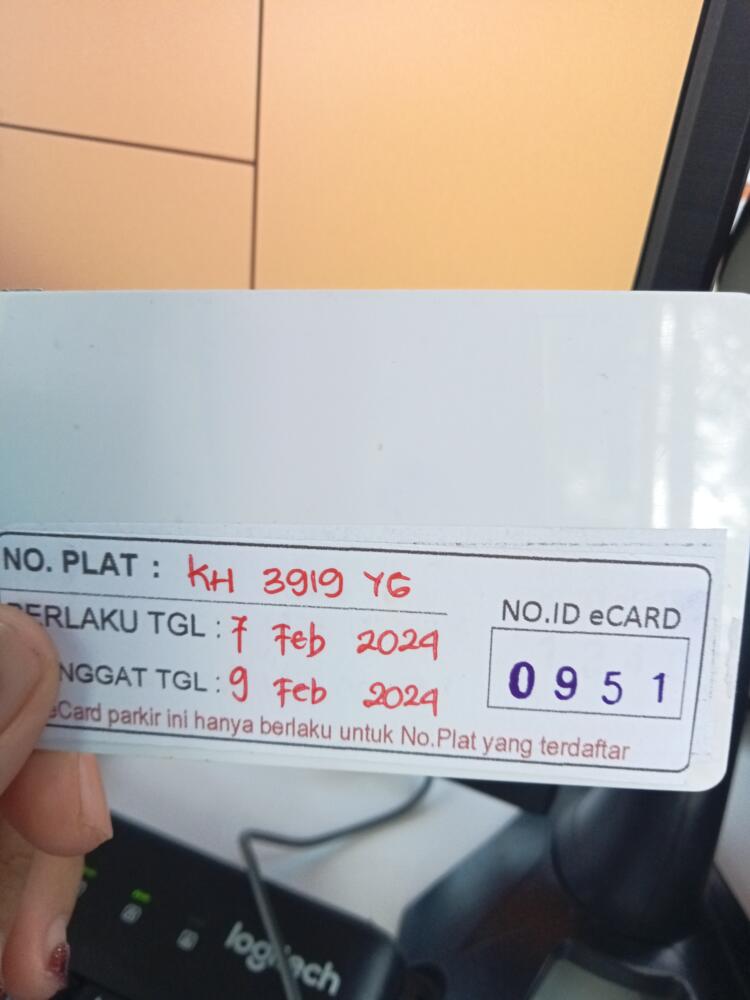 NO. PLAT : KH 3919 YG
BERLAKU TGL : 7 Feb 2024
NGGAT TGL : 9 Feb 2024
eCard parkir ini hanya berlaku untuk No.Plat yang terdaftar
NO.ID eCARD
0951
logitech